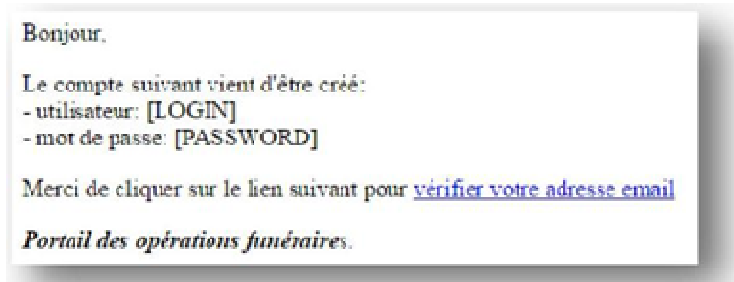 Bonjour,
Le compte suivant vient d'être créé:
- utilisateur: [LOGIN]
- mot de passe: [PASSWORD]
Merci de cliquer sur le lien suivant pour vérifier votre adresse email
Portail des opérations funéraires.